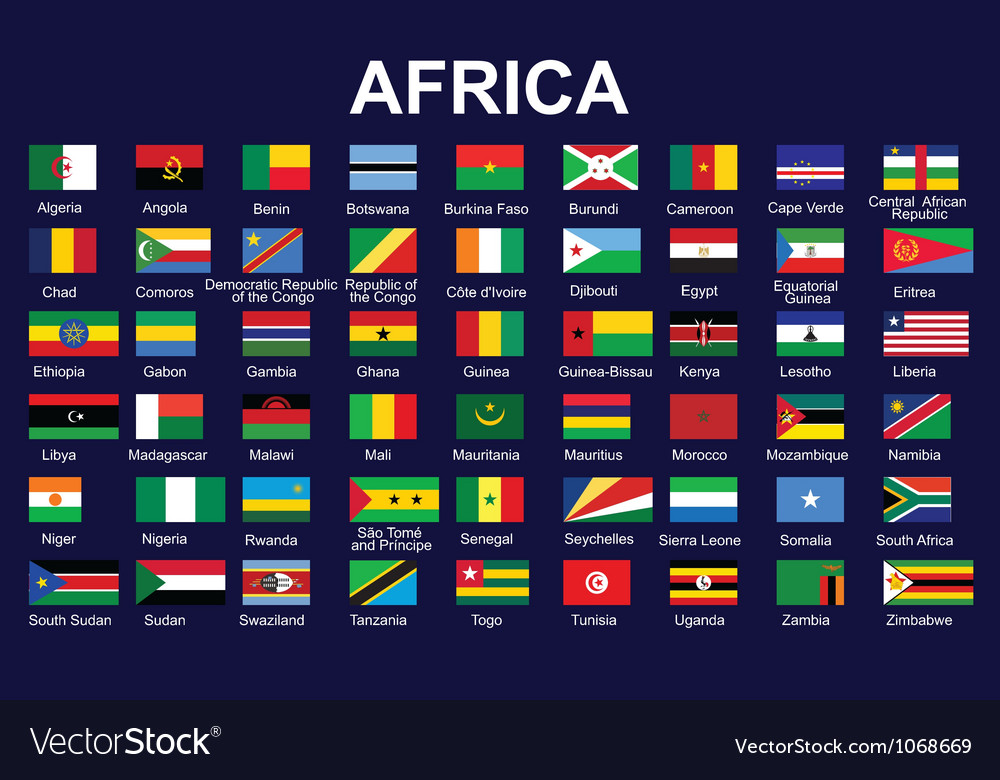 AFRICA
Algeria
Angola
Benin
Botswana
Burkina Faso
Burundi
Cameroon
Cape Verde
Central African
Republic
Chad
Comoros
Democratic Republic
of the Congo
Republic of
the Congo
Côte d'Ivoire
Djibouti
Egypt
Equatorial
Guinea
Eritrea
Ethiopia
Gabon
Gambia
Ghana
Guinea
Guinea-Bissau
Kenya
Lesotho
Liberia
Libya
Madagascar
Malawi
Mali
Mauritania
Mauritius
Morocco
Mozambique
Namibia
Niger
Nigeria
Rwanda
São Tomé
and Príncipe
Senegal
Seychelles
Sierra Leone
Somalia
South Africa
South Sudan
Sudan
Swaziland
Tanzania
Togo
Tunisia
Uganda
Zambia
Zimbabwe
VectorStock®
VectorStock.com/1068669